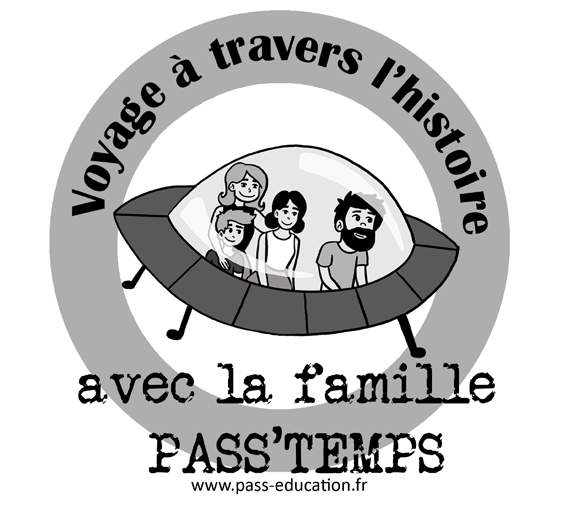 Voyage à travers l'histoire
avec la famille
PASS'TEMPS
www.pass-education.fr